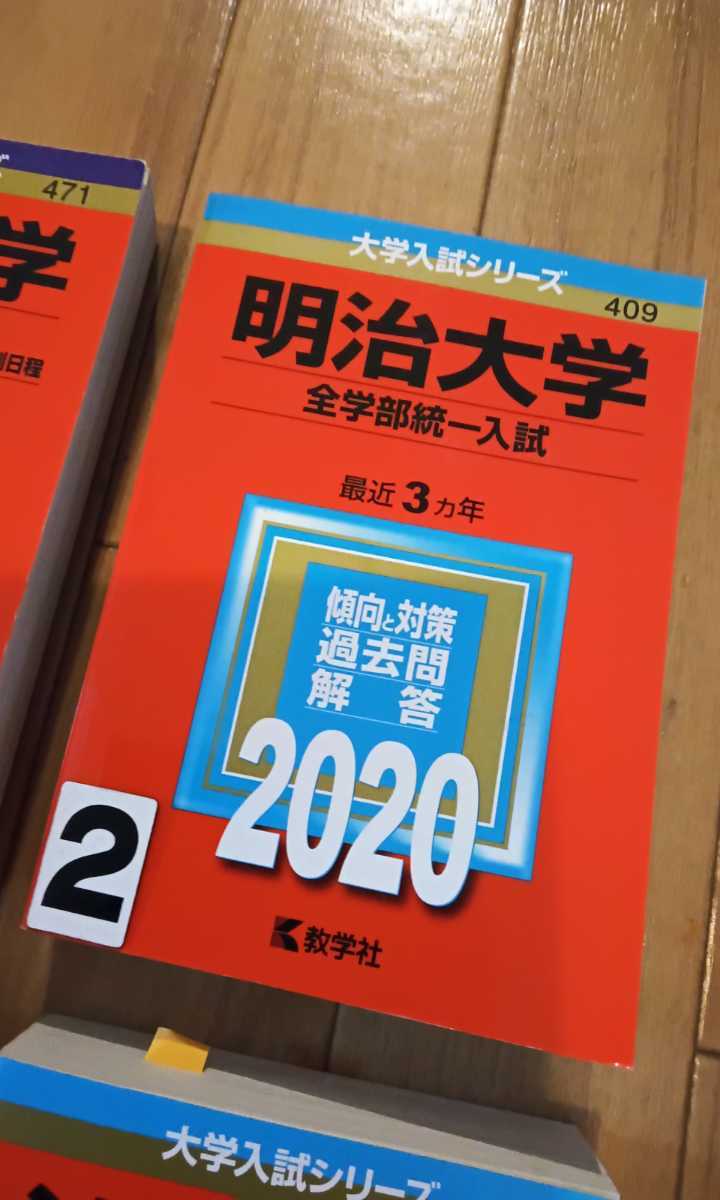 ズ
471
学
別日程
大学入試シリーズ
409
明治大学
全学部統一入試
最近3カ年
傾向と対策
過去問
解答
2020
2
教学社
大学入試シリーズ